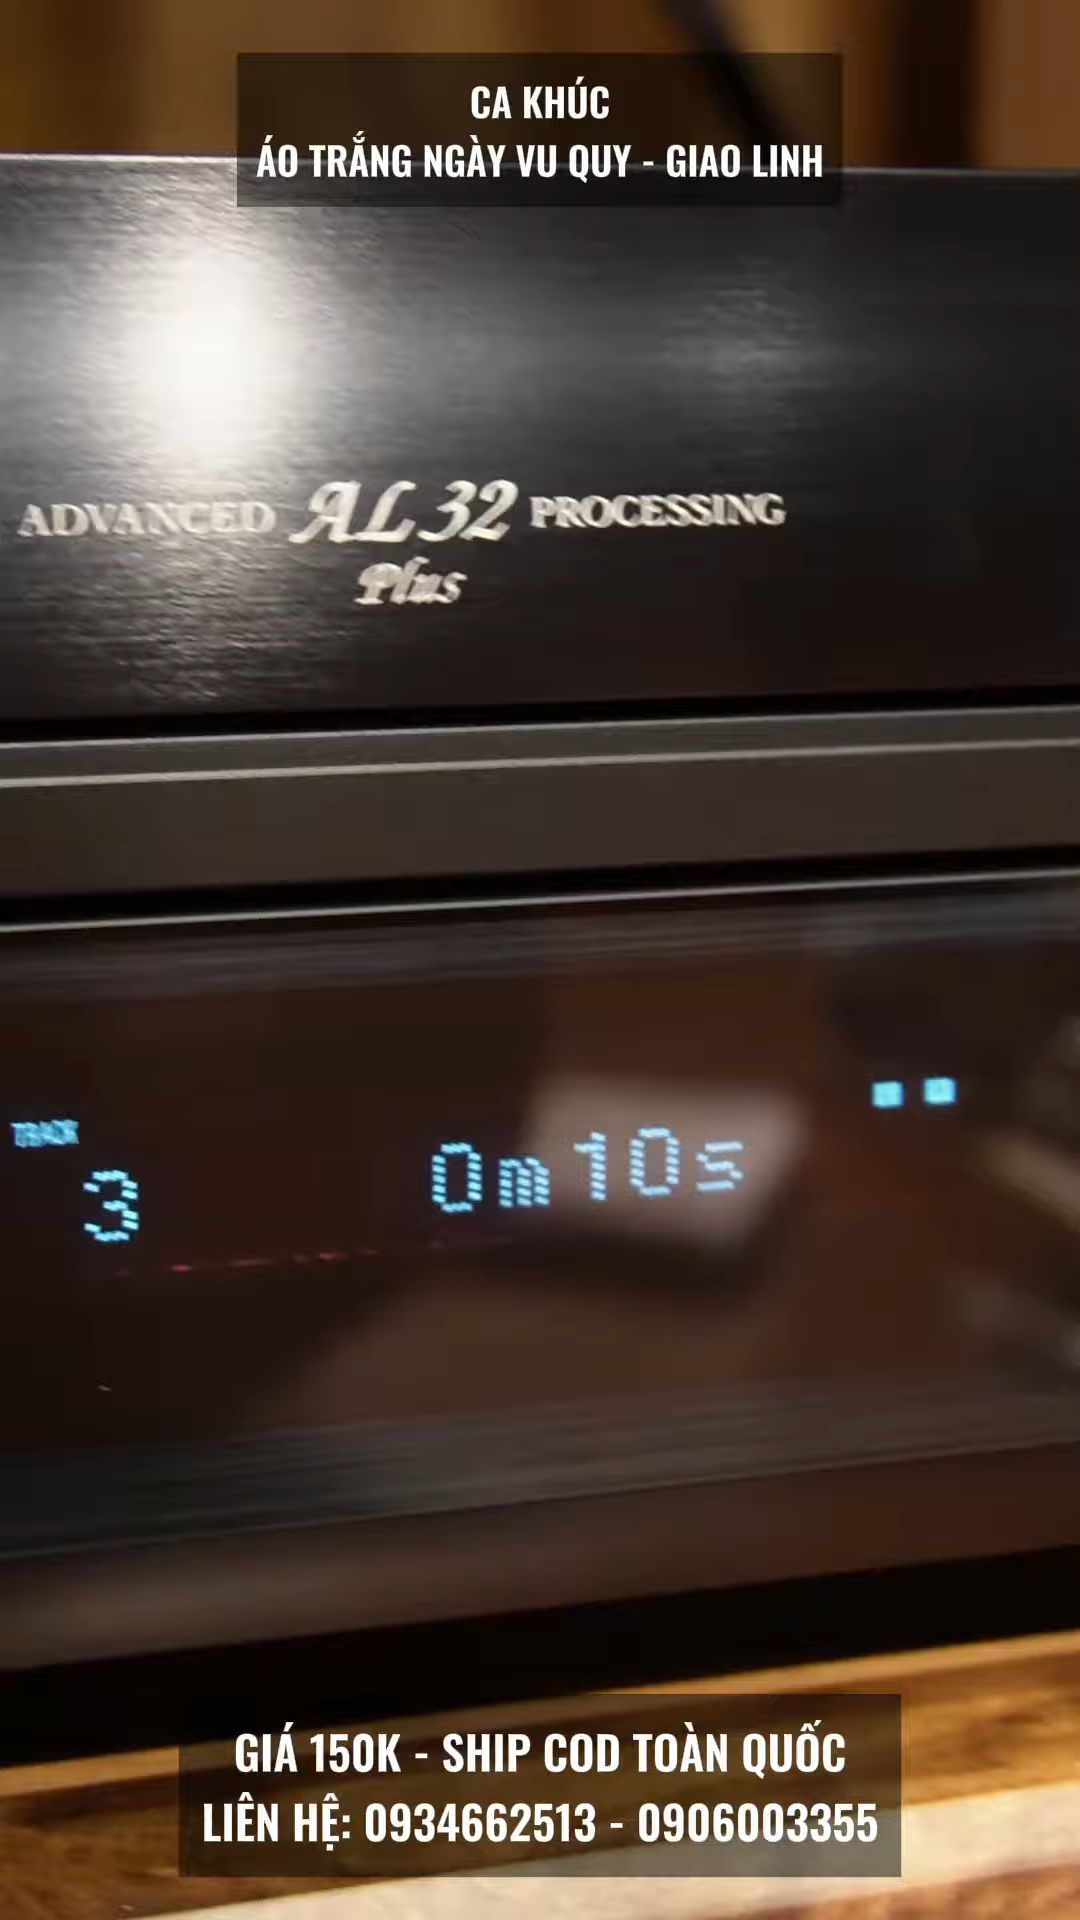 CA KHÚC
ÁO TRẮNG NGÀY VU QUY - GIAO LINH
ADVANCED AL32 PROCESSING
Plus
TRACK
3 0m10s
GIÁ 150K - SHIP COD TOÀN QUỐC
LIÊN HỆ: 0934662513 - 0906003355